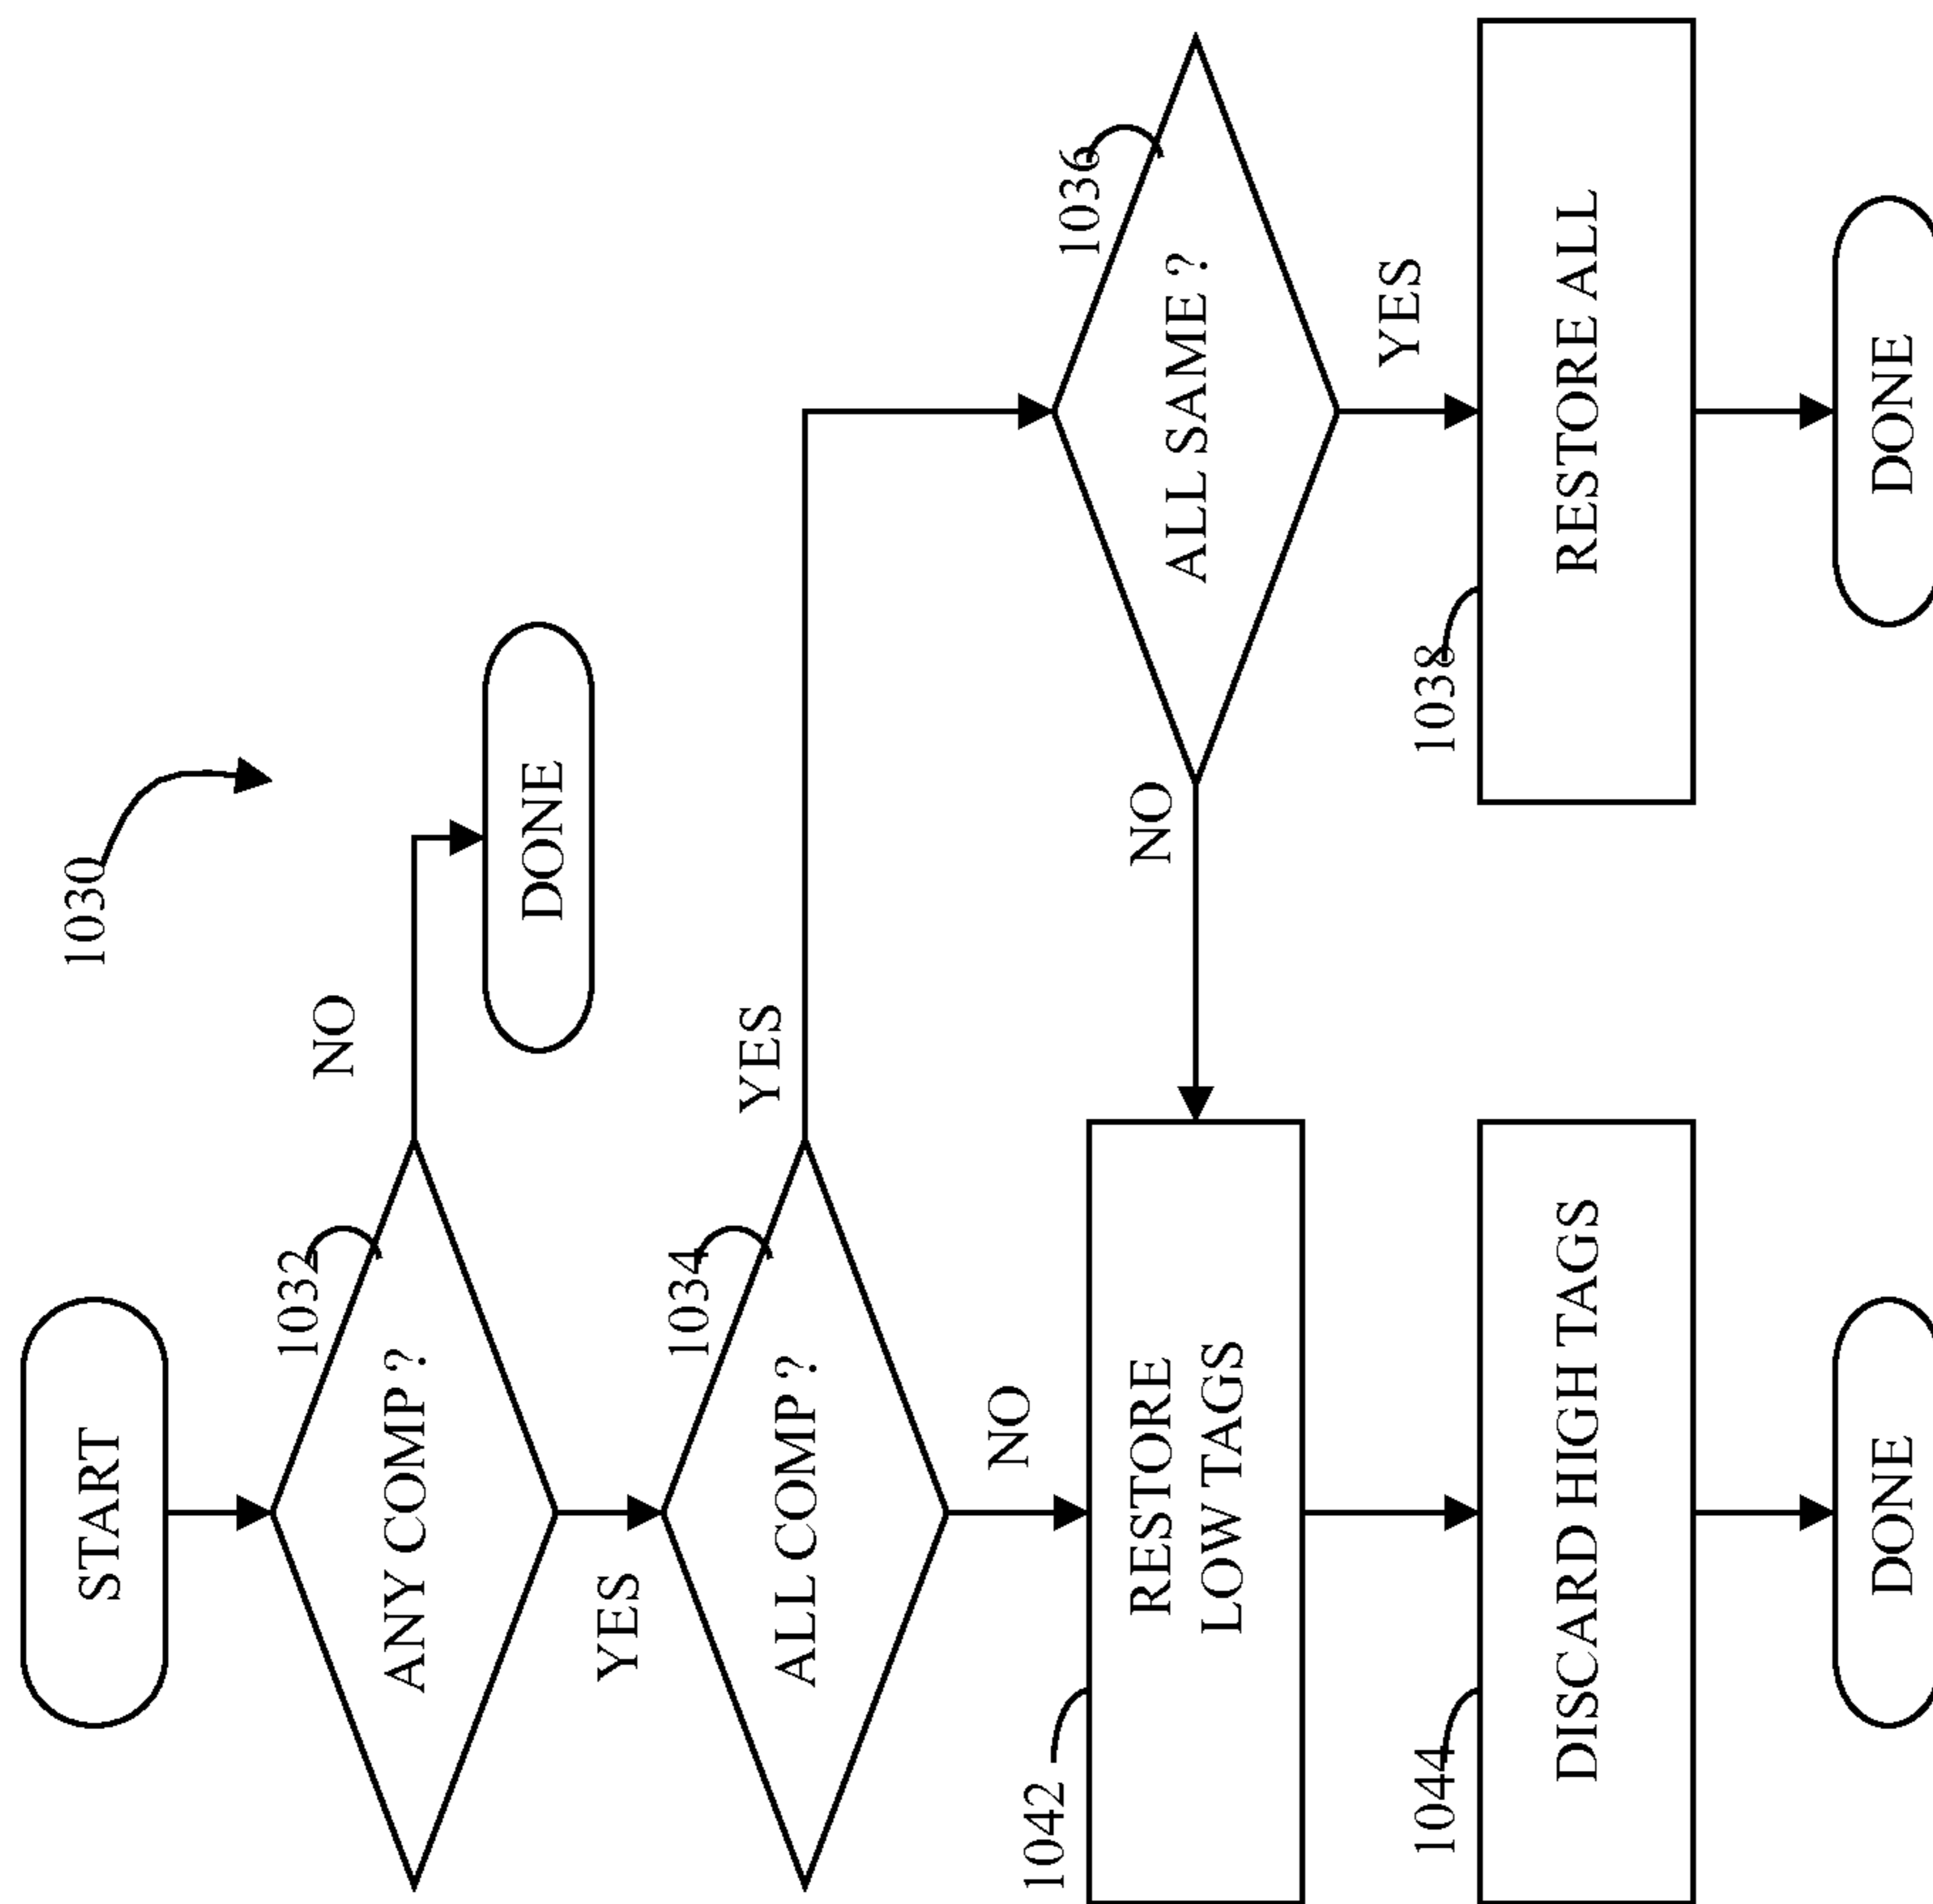 1030
START
1032
ANY COMP?
NO
DONE
YES
1034
ALL COMP?
YES
NO
1036
ALL SAME?
NO
YES
1042
RESTORE
LOW TAGS
1038
RESTORE ALL
1044
DISCARD HIGH TAGS
DONE
DONE